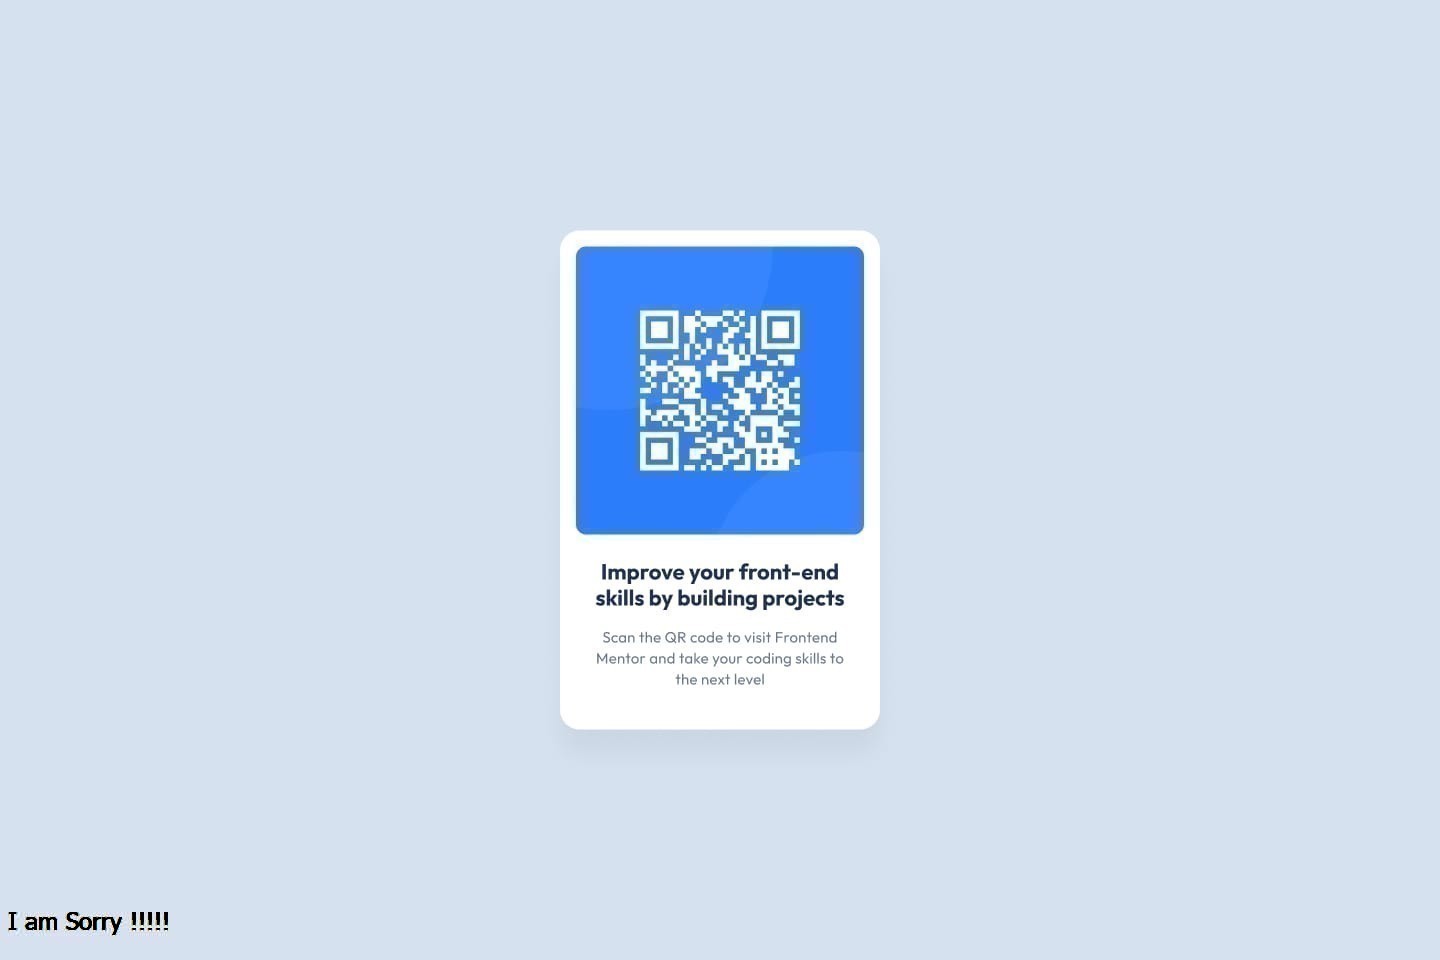 Improve your front-end
skills by building projects
Scan the QR code to visit Frontend
Mentor and take your coding skills to
the next level
I am Sorry !!!!!